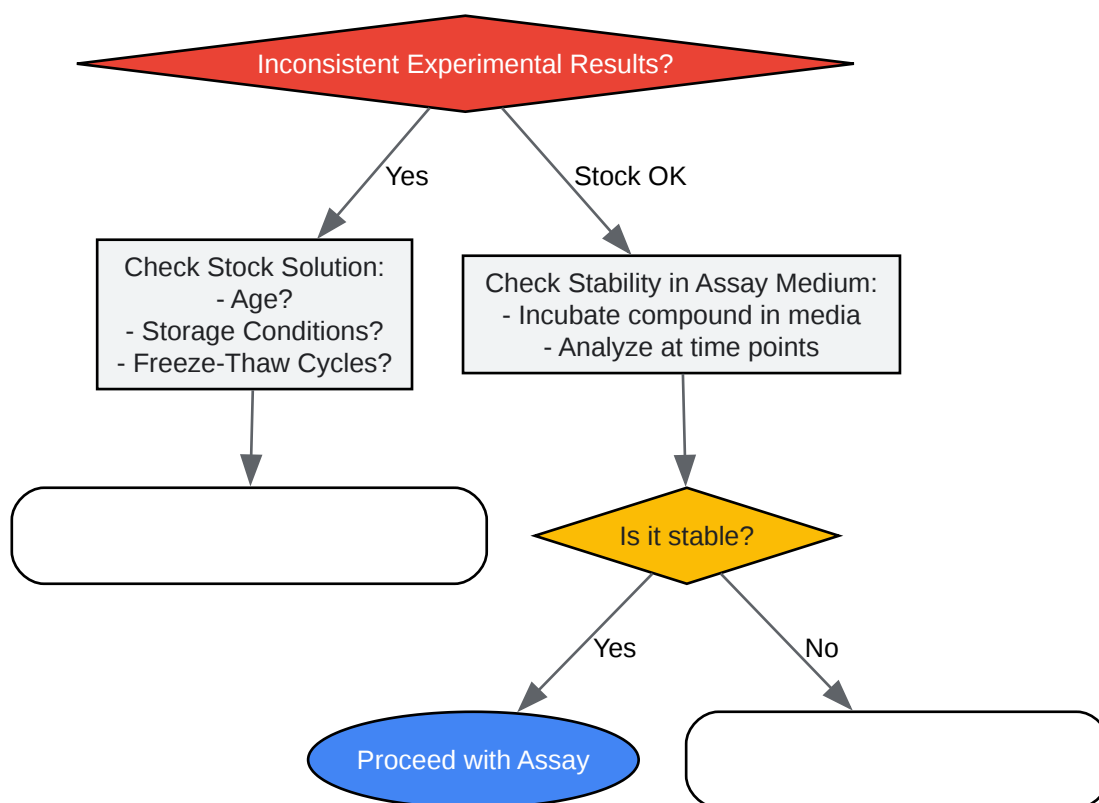 Inconsistent Experimental Results?
Yes
Stock OK
Check Stock Solution:
- Age?
- Storage Conditions?
- Freeze-Thaw Cycles?
Check Stability in Assay Medium:
- Incubate compound in media
- Analyze at time points
Is it stable?
Yes
No
Proceed with Assay